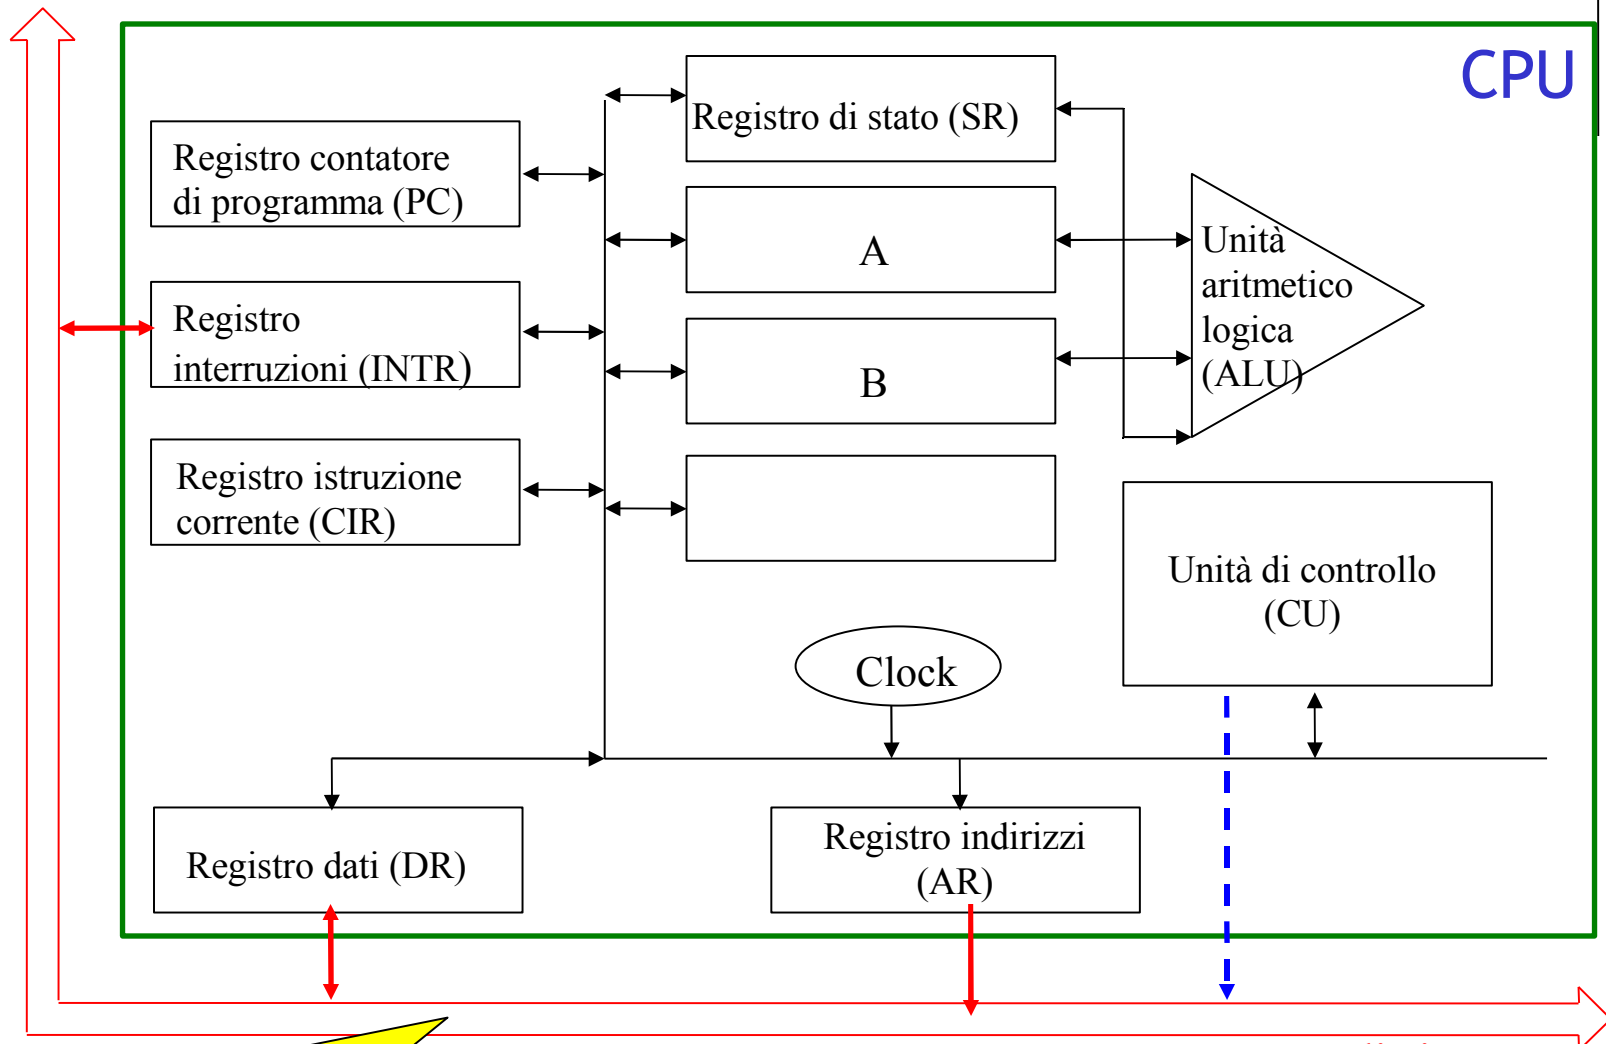 CPU
Registro di stato (SR)
Registro contatore
di programma (PC)
A
Unità
aritmetico
logica
(ALU)
Registro
interruzioni (INTR)
B
Registro istruzione
corrente (CIR)
Unità di controllo
(CU)
Clock
Registro dati (DR)
Registro indirizzi
(AR)